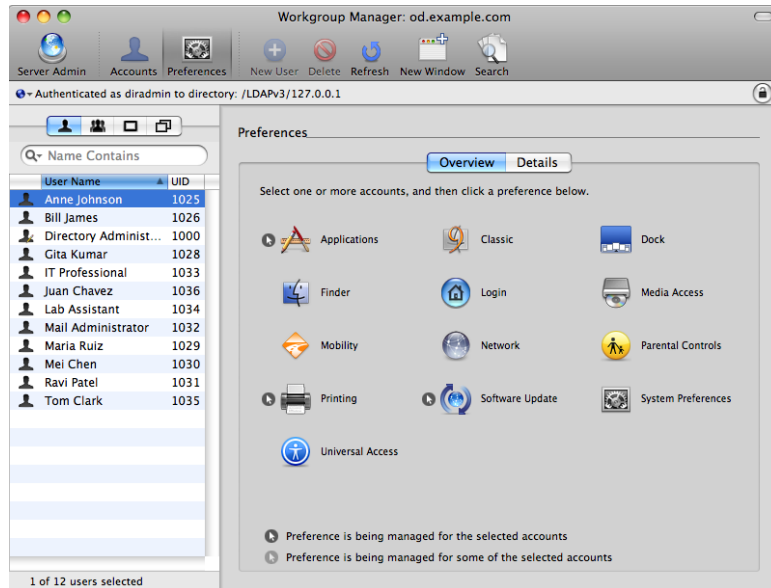 Workgroup Manager: od.example.com
Server Admin Accounts Preferences New User Delete Refresh New Window Search
Authenticated as diradmin to directory: /LDAPv3/127.0.0.1
Name Contains
User Name UID
Anne Johnson 1025
Bill James 1026
Directory Administ... 1000
Gita Kumar 1028
IT Professional 1033
Juan Chavez 1036
Lab Assistant 1034
Mail Administrator 1032
Maria Ruiz 1029
Mei Chen 1030
Ravi Patel 1031
Tom Clark 1035
1 of 12 users selected
Preferences
Overview Details
Select one or more accounts, and then click a preference below.
Applications Classic Dock
Finder Login Media Access
Mobility Network Parental Controls
Printing Software Update System Preferences
Universal Access
Preference is being managed for the selected accounts
Preference is being managed for some of the selected accounts